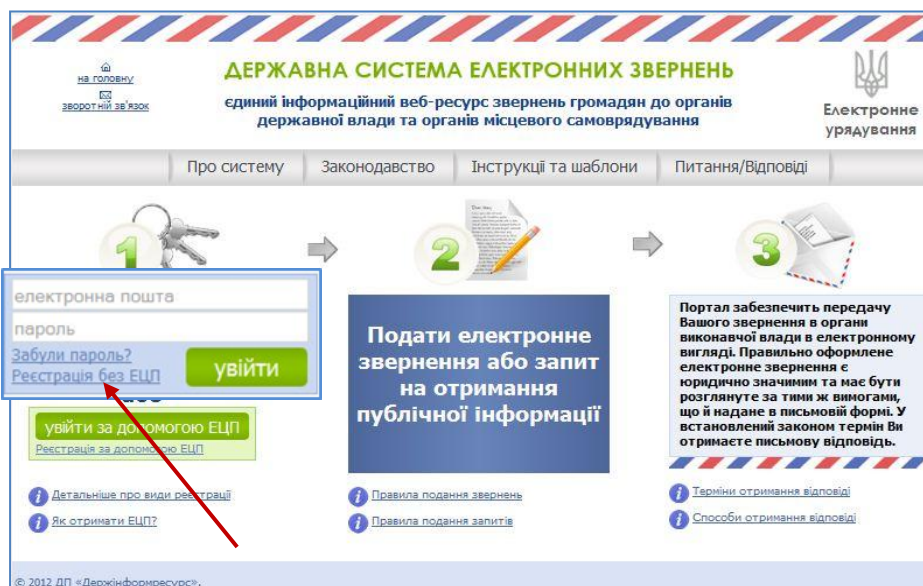 на головну
зворотній зв'язок
ДЕРЖАВНА СИСТЕМА ЕЛЕКТРОННИХ ЗВЕРНЕНЬ
єдиний інформаційний веб-ресурс звернень громадян до органів
державної влади та органів місцевого самоврядування
Електронне
урядування
Про систему
Законодавство
Інструкції та шаблони
Питання/Відповіді
1
2
3
електронна пошта
пароль
Забули пароль?
Реєстрація без ЕЦП
увійти
увійти за допомогою ЕЦП
Реєстрація за допомогою ЕЦП
Детальніше про види реєстрації
Як отримати ЕЦП?
Подати електронне
звернення або запит
на отримання
публічної інформації
Правила подання звернень
Правила подання запитів
Портал забезпечить передачу
Вашого звернення в органи
виконавчої влади в електронному
вигляді. Правильно оформлене
електронне звернення є
юридично значимим та має бути
розглянуте за тими ж вимогами,
що й надане в письмовій формі. У
встановлений законом термін Ви
отримаєте письмову відповідь.
Терміни отримання відповіді
Способи отримання відповіді
© 2012 ДП «Держінформресурс».